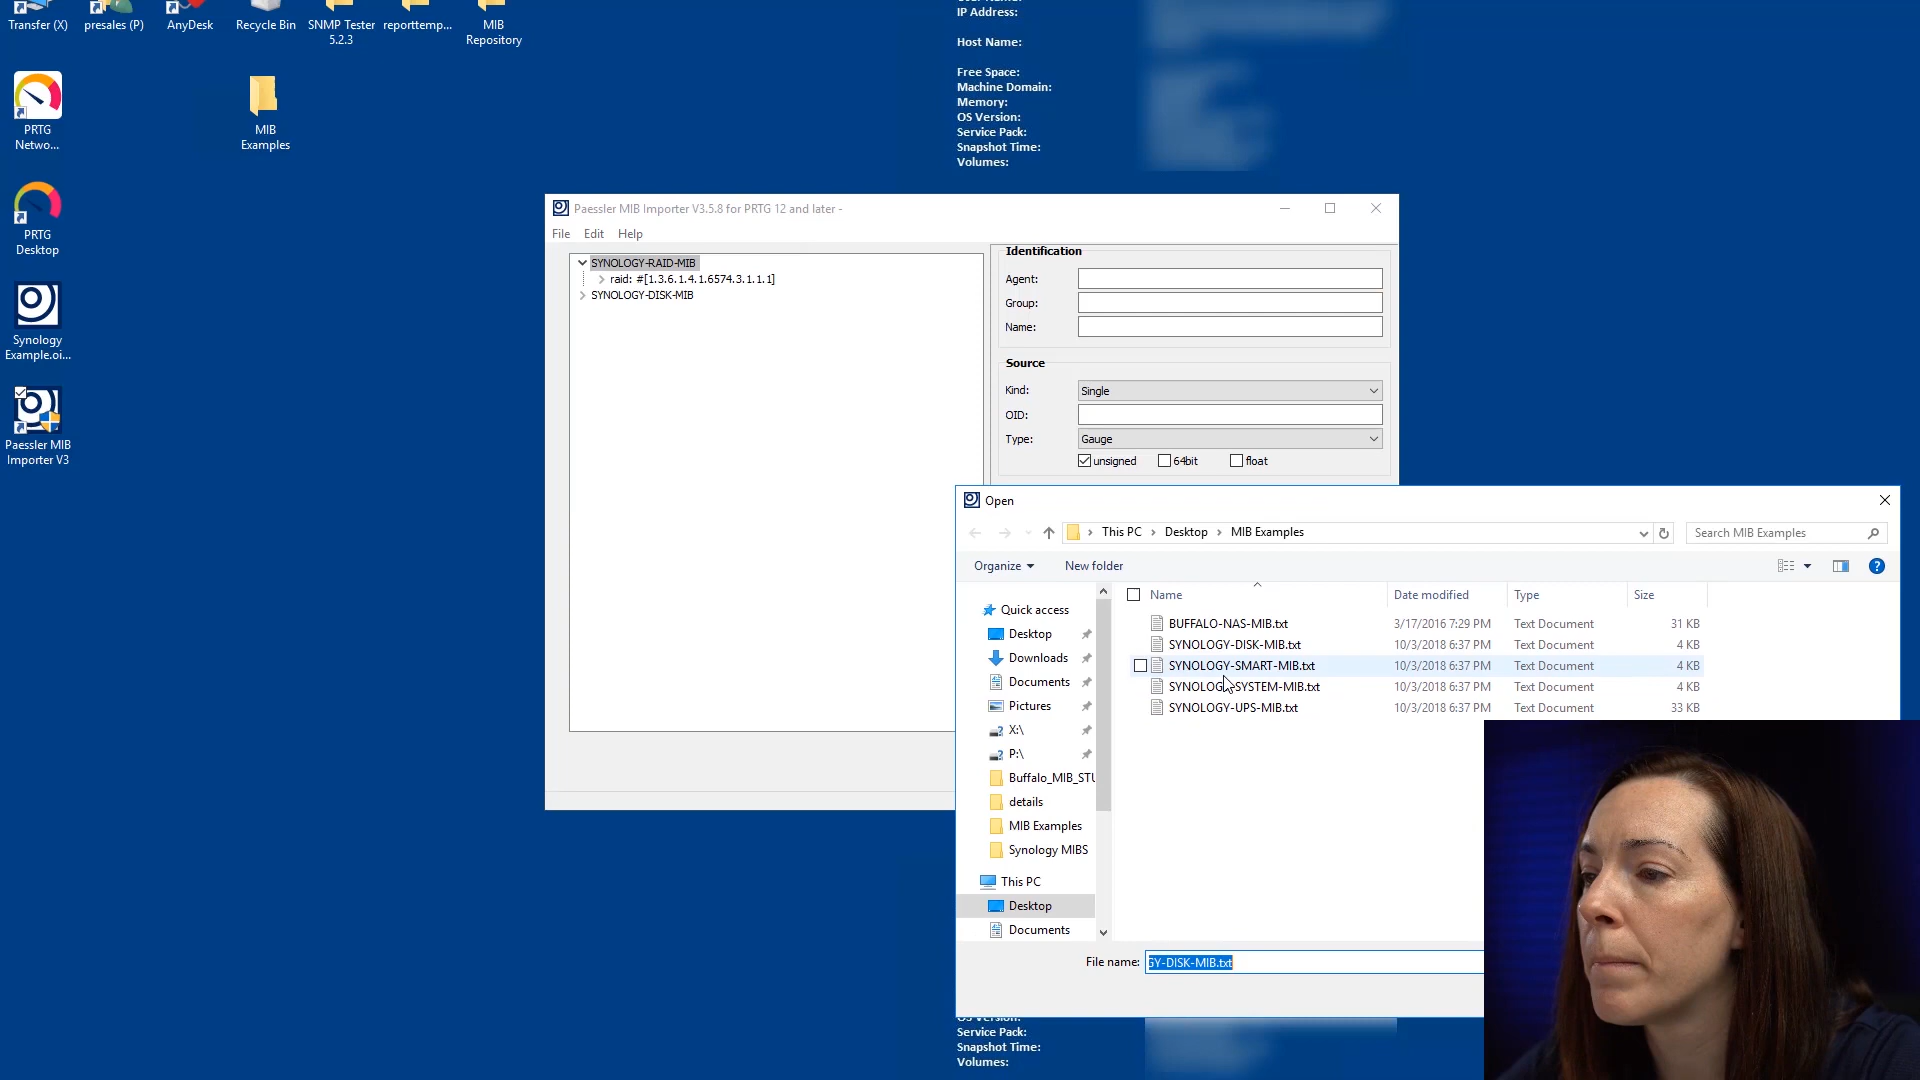 Transfer (X)
presales (P)
AnyDesk
Recycle Bin
SNMP Tester
5.2.3
reporttemp...
MIB
Repository
IP Address:
Host Name:
Free Space:
Machine Domain:
Memory:
OS Version:
Service Pack:
Snapshot Time:
Volumes:
PRTG
Netwo...
MIB
Examples
PRTG
Desktop
Synology
Example.oi...
Paessler MIB
Importer V3
Paessler MIB Importer V3.5.8 for PRTG 12 and later -
File Edit Help
SYNOLOGY-RAID-MIB
raid: #[1.3.6.1.4.1.6574.3.1.1.1]
SYNOLOGY-DISK-MIB
Identification
Agent:
Group:
Name:
Source
Kind: Single
OID:
Type: Gauge
unsigned 64bit float
Open
This PC > Desktop > MIB Examples
Search MIB Examples
Organize New folder
Quick access
Desktop
Downloads
Documents
Pictures
X:\
P:\
Buffalo_MIB_STU
details
MIB Examples
Synology MIBS
This PC
Desktop
Documents
Name Date modified Type Size
BUFFALO-NAS-MIB.txt 3/17/2016 7:29 PM Text Document 31 KB
SYNOLOGY-DISK-MIB.txt 10/3/2018 6:37 PM Text Document 4 KB
SYNOLOGY-SMART-MIB.txt 10/3/2018 6:37 PM Text Document 4 KB
SYNOLOGY-SYSTEM-MIB.txt 10/3/2018 6:37 PM Text Document 4 KB
SYNOLOGY-UPS-MIB.txt 10/3/2018 6:37 PM Text Document 33 KB
File name: GY-DISK-MIB.txt
OS Version:
Service Pack:
Snapshot Time:
Volumes: